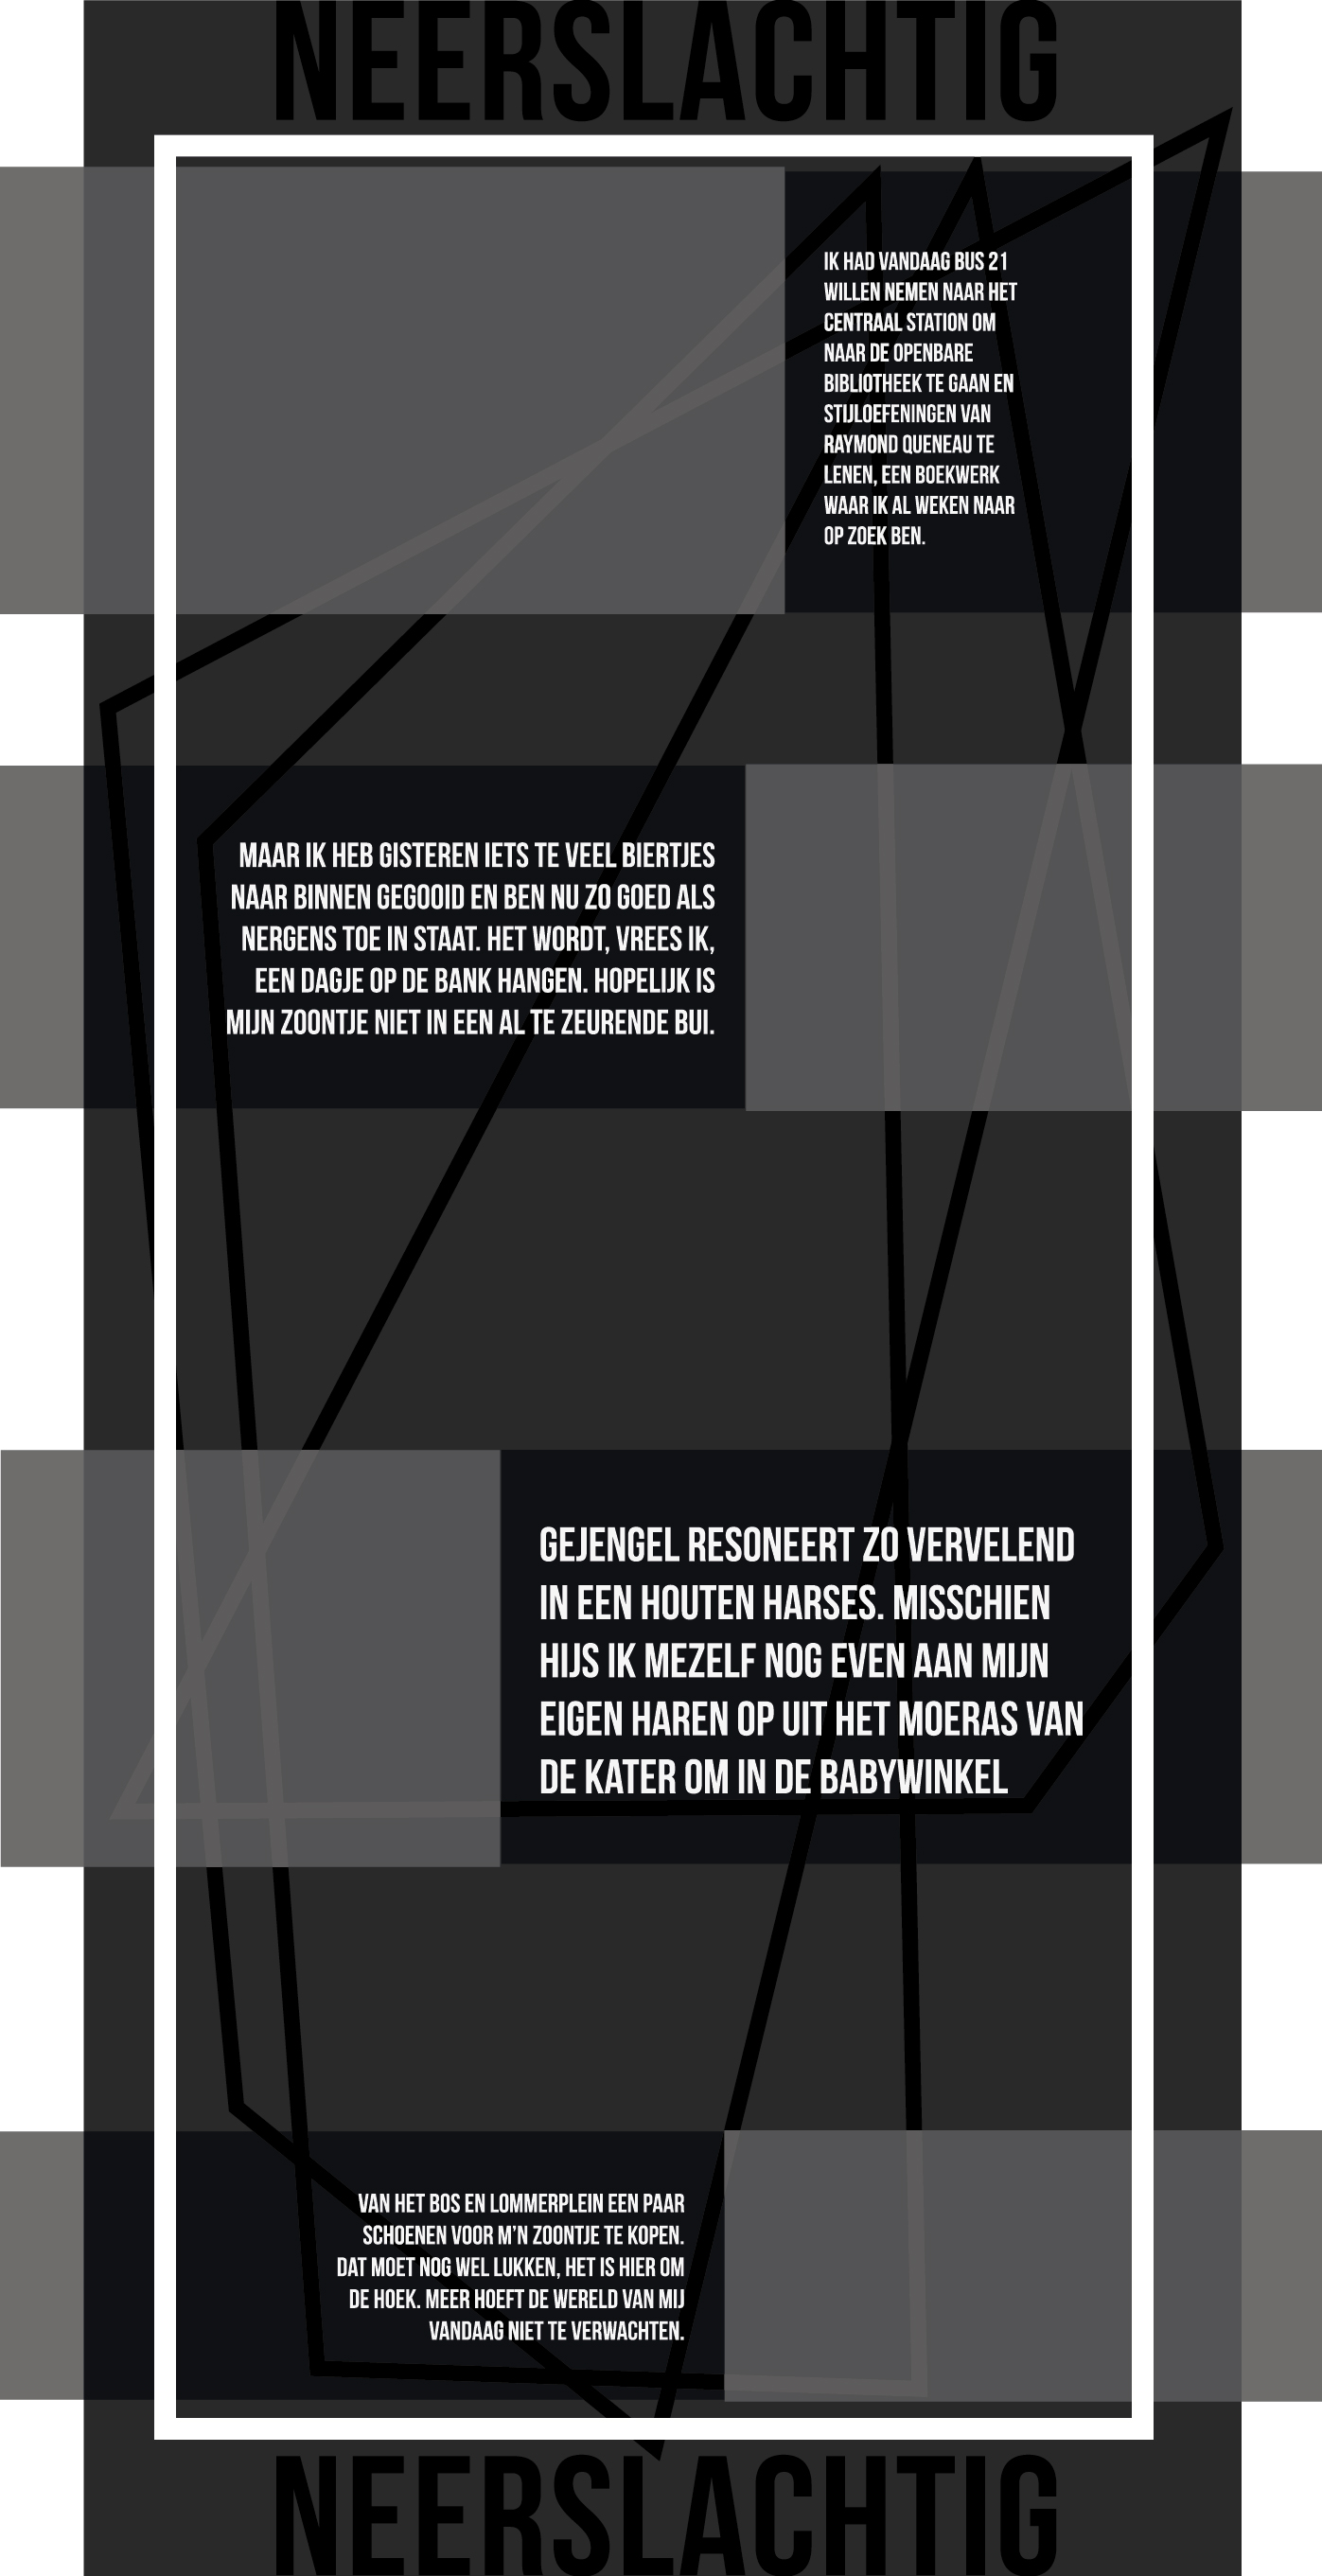 NEERSLACHTIG
IK HAD VANDAAG BUS 21
WILLEN NEMEN NAAR HET
CENTRAAL STATION OM
NAAR DE OPENBARE
BIBLIOTHEEK TE GAAN EN
STIJLOEFENINGEN VAN
RAYMOND QUENEAU TE
LENEN, EEN BOEKWERK
WAAR IK AL WEKEN NAAR
OP ZOEK BEN.
MAAR IK HEB GISTEREN IETS TE VEEL BIERTJES
NAAR BINNEN GEGOOID EN BEN NU ZO GOED ALS
NERGENS TOE IN STAAT. HET WORDT, VREES IK,
EEN DAGJE OP DE BANK HANGEN. HOPELIJK IS
MIJN ZOONTJE NIET IN EEN AL TE ZEURENDE BUI.
GEJENGEL RESONEERT ZO VERVELEND
IN EEN HOUTEN HARSES. MISSCHIEN
HIJS IK MEZELF NOG EVEN AAN MIJN
EIGEN HAREN OP UIT HET MOERAS VAN
DE KATER OM IN DE BABYWINKEL
VAN HET BOS EN LOMMERPLEIN EEN PAAR
SCHOENEN VOOR M'N ZOONTJE TE KOPEN.
DAT MOET NOG WEL LUKKEN, HET IS HIER OM
DE HOEK. MEER HOEFT DE WERELD VAN MIJ
VANDAAG NIET TE VERWACHTEN.
NEERSLACHTIG